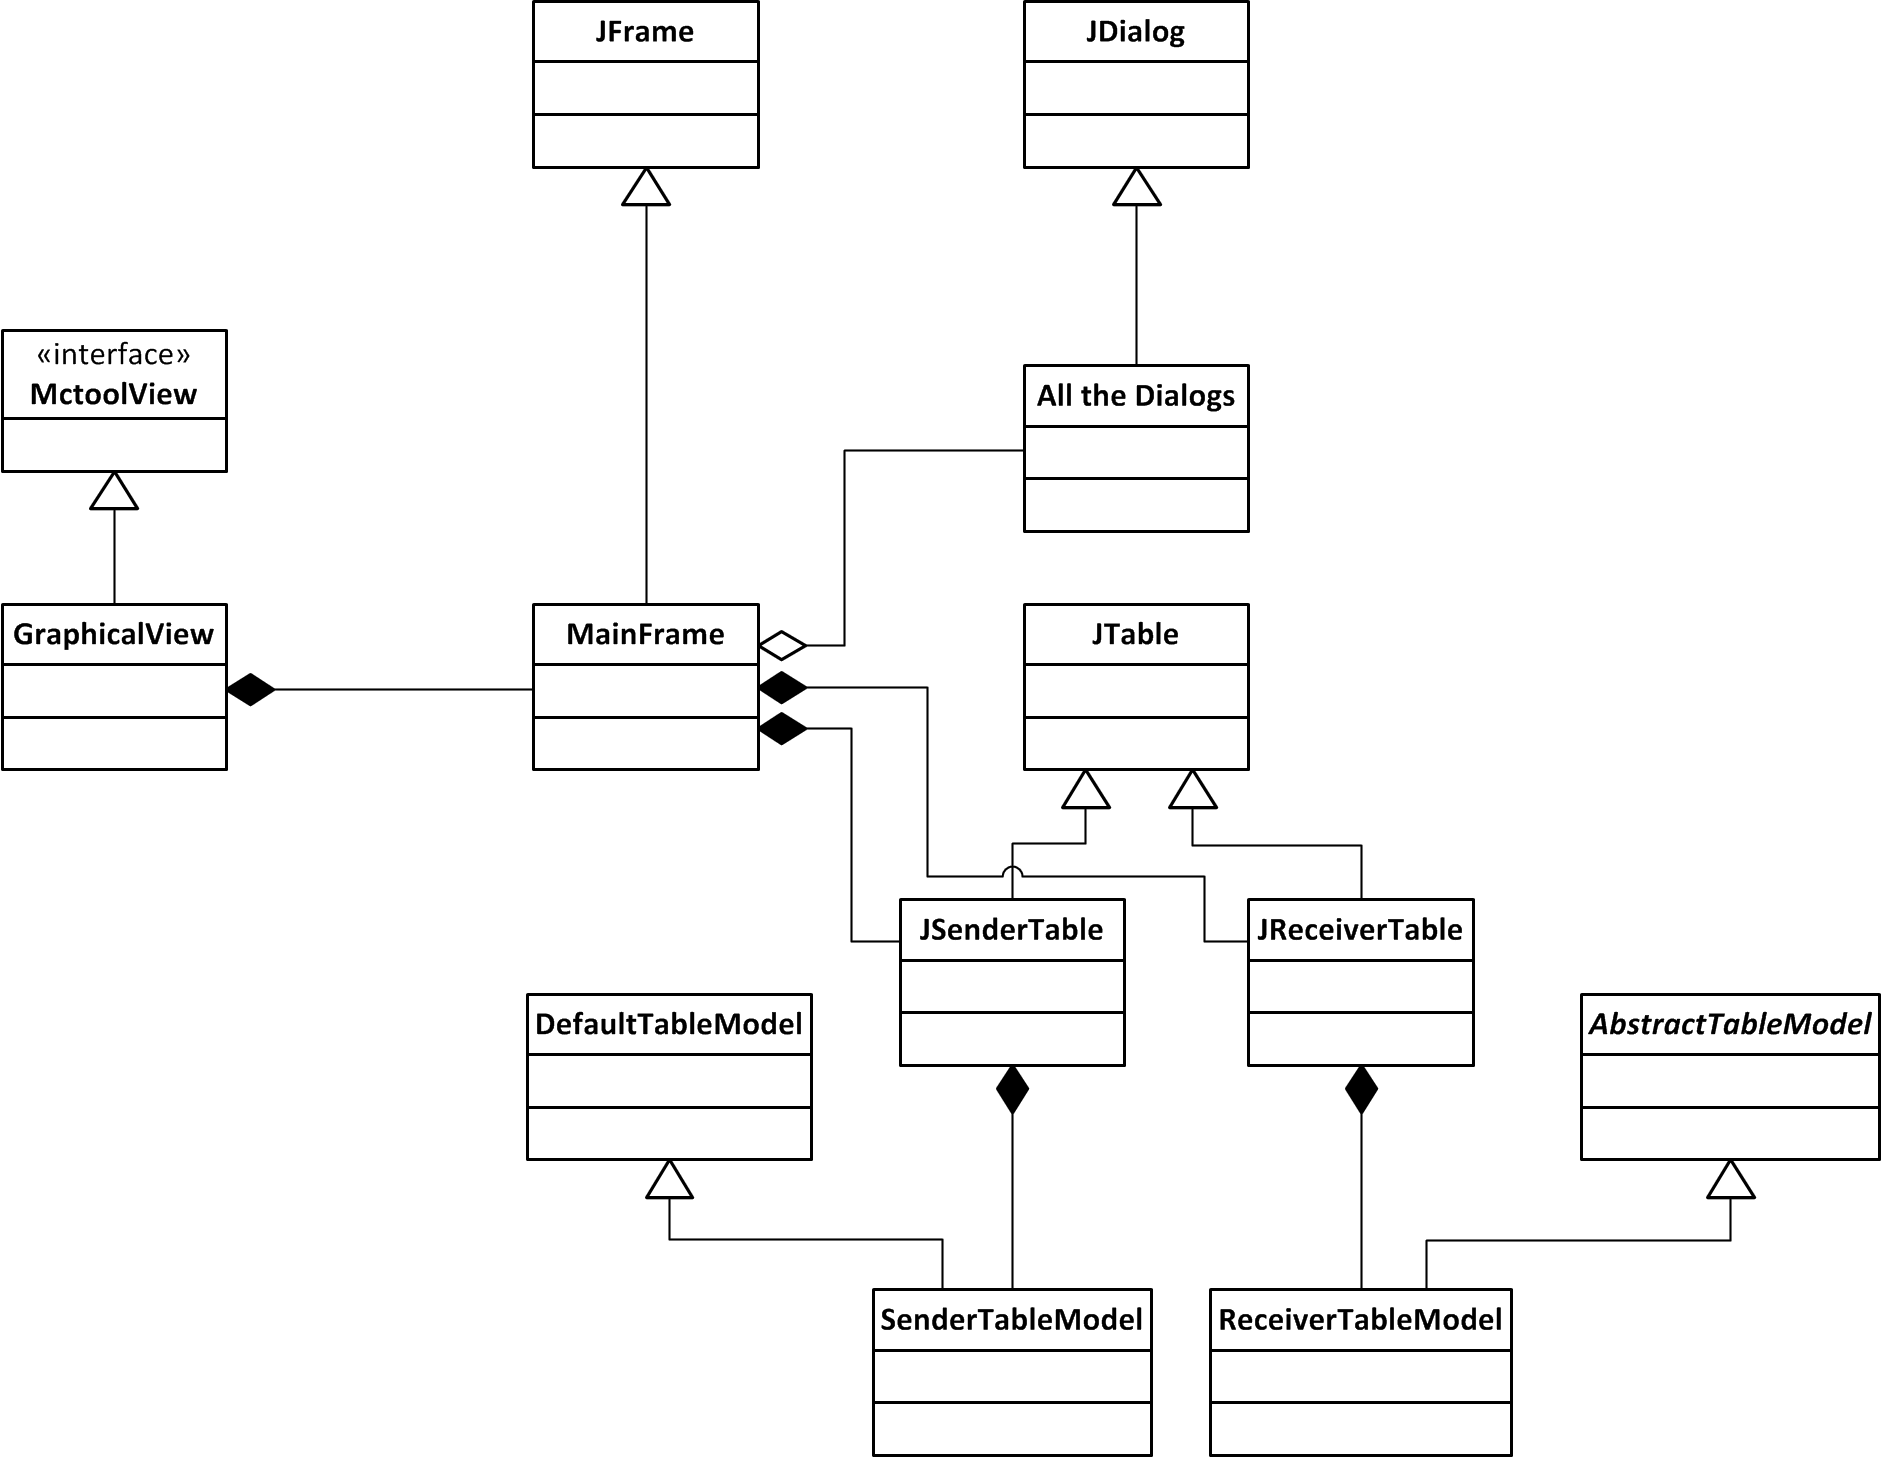 JFrame
JDialog
«interface»
MctoolView
All the Dialogs
GraphicalView
MainFrame
JTable
JSenderTable
JReceiverTable
DefaultTableModel
AbstractTableModel
SenderTableModel
ReceiverTableModel